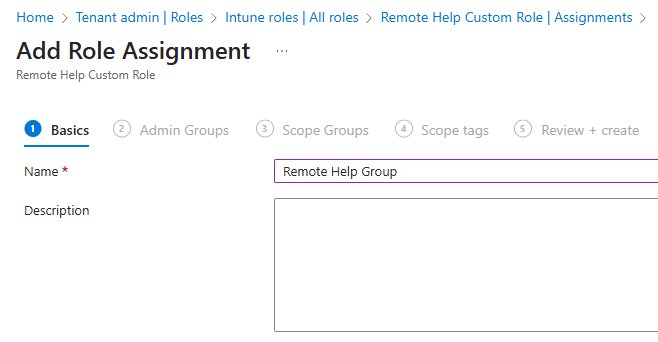 Home > Tenant admin | Roles > Intune roles | All roles > Remote Help Custom Role | Assignments >
Add Role Assignment ...
Remote Help Custom Role
1 Basics 2 Admin Groups 3 Scope Groups 4 Scope tags 5 Review + create
Name * Remote Help Group
Description